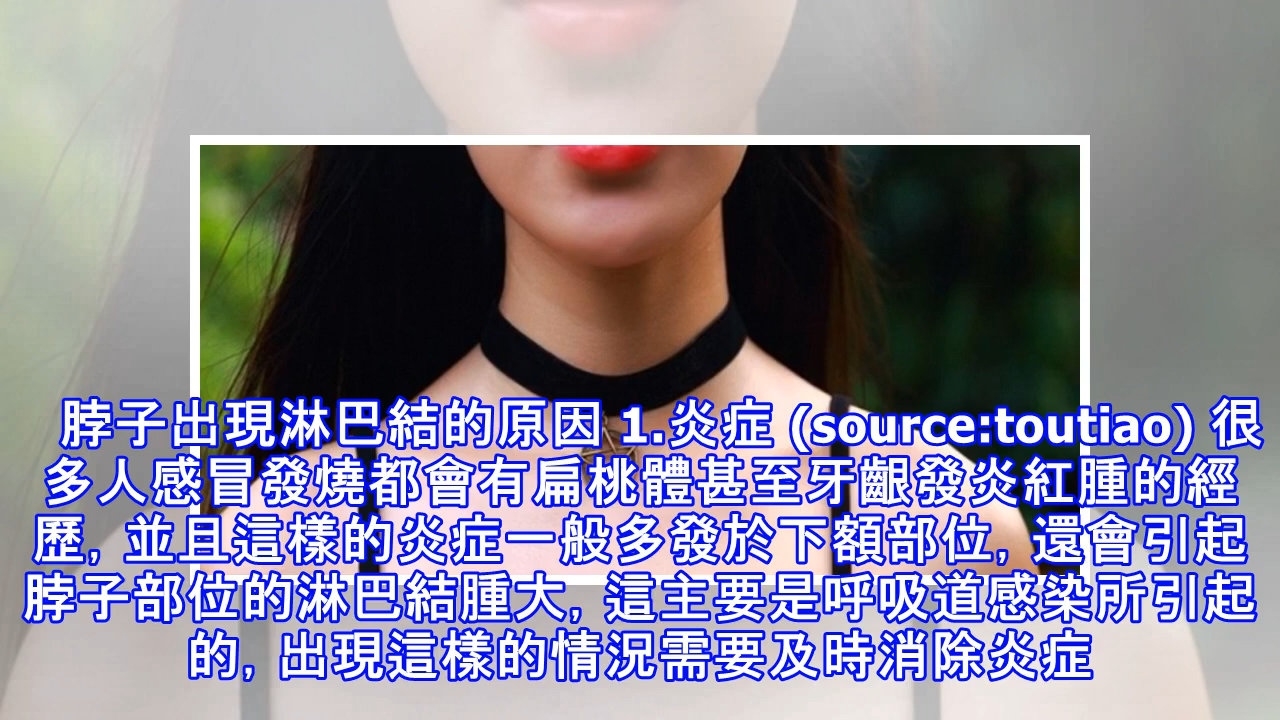 脖子出現淋巴結的原因 1.炎症 (source:toutiao) 很
多人感冒發燒都會有扁桃體甚至牙齦發炎紅腫的經
歷, 並且這樣的炎症一般多發於下額部位, 還會引起
脖子部位的淋巴結腫大, 這主要是呼吸道感染所引起
的, 出現這樣的情況需要及時消除炎症